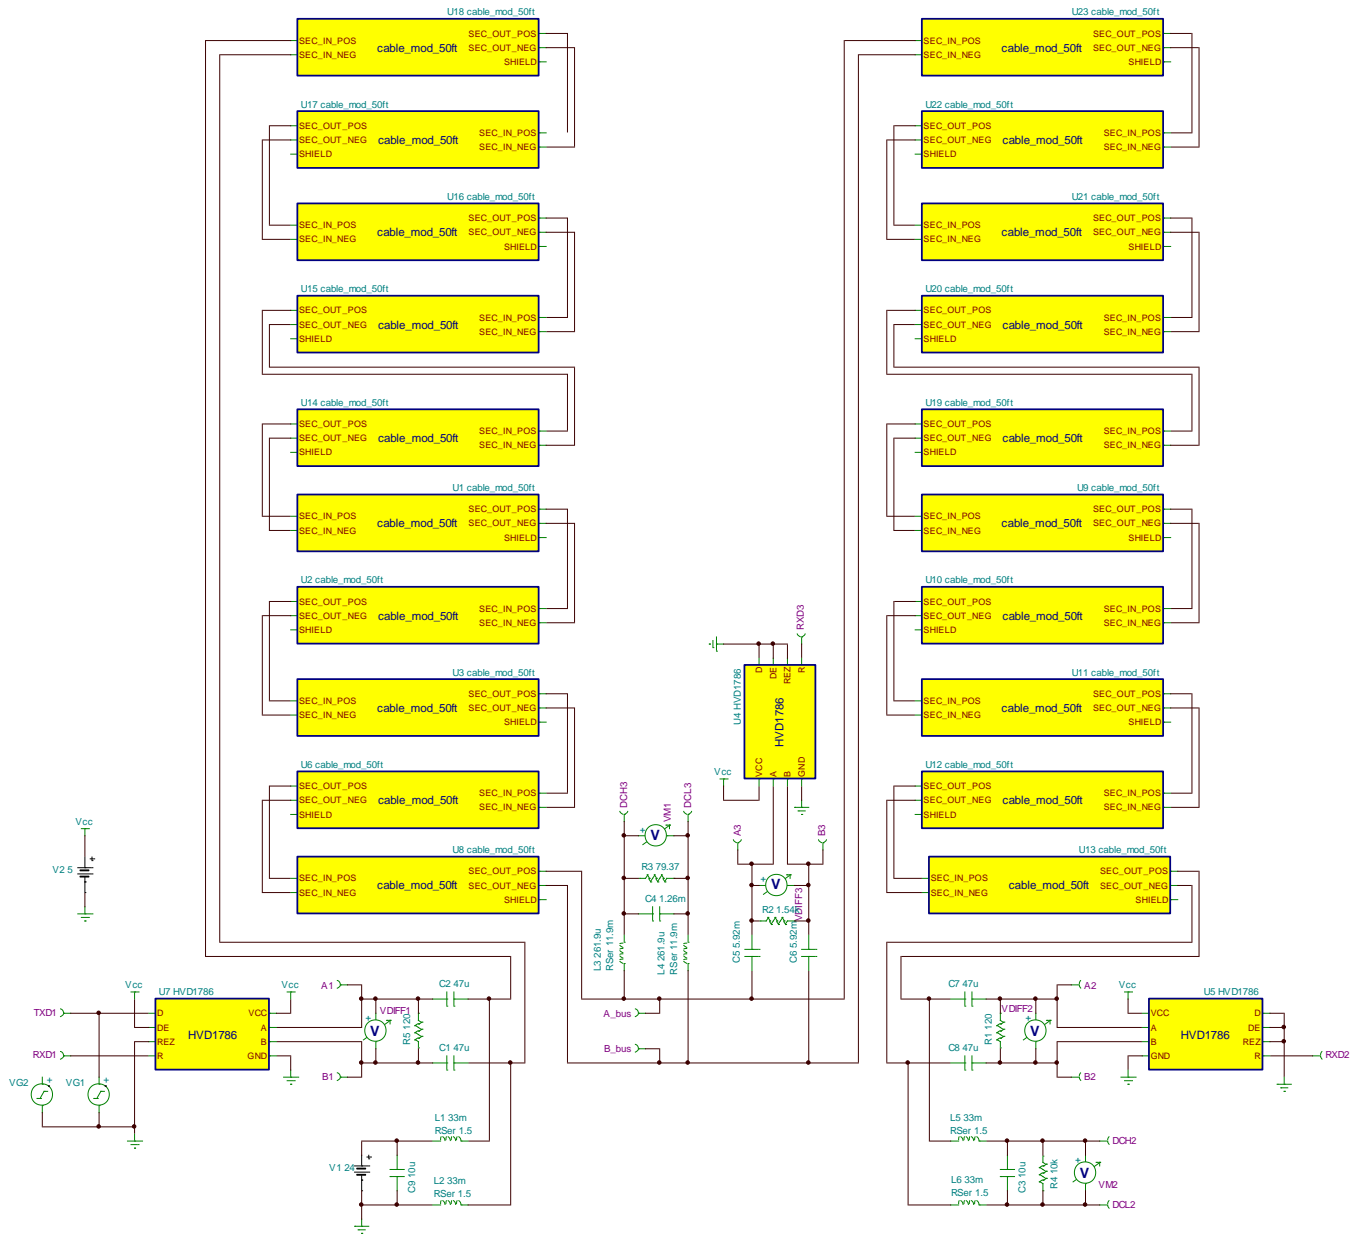 U18 cable_mod_50ft
SEC_IN_POS
SEC_IN_NEG
cable_mod_50ft
SEC_OUT_POS
SEC_OUT_NEG
SHIELD
U17 cable_mod_50ft
SEC_OUT_POS
SEC_OUT_NEG
SHIELD
cable_mod_50ft
SEC_IN_POS
SEC_IN_NEG
U16 cable_mod_50ft
SEC_IN_POS
SEC_IN_NEG
cable_mod_50ft
SEC_OUT_POS
SEC_OUT_NEG
SHIELD
U15 cable_mod_50ft
SEC_OUT_POS
SEC_OUT_NEG
SHIELD
cable_mod_50ft
SEC_IN_POS
SEC_IN_NEG
U14 cable_mod_50ft
SEC_OUT_POS
SEC_OUT_NEG
SHIELD
cable_mod_50ft
SEC_IN_POS
SEC_IN_NEG
U1 cable_mod_50ft
SEC_IN_POS
SEC_IN_NEG
cable_mod_50ft
SEC_OUT_POS
SEC_OUT_NEG
SHIELD
U2 cable_mod_50ft
SEC_OUT_POS
SEC_OUT_NEG
SHIELD
cable_mod_50ft
SEC_IN_POS
SEC_IN_NEG
U3 cable_mod_50ft
SEC_IN_POS
SEC_IN_NEG
cable_mod_50ft
SEC_OUT_POS
SEC_OUT_NEG
SHIELD
U6 cable_mod_50ft
SEC_OUT_POS
SEC_OUT_NEG
SHIELD
cable_mod_50ft
SEC_IN_POS
SEC_IN_NEG
U8 cable_mod_50ft
SEC_IN_POS
SEC_IN_NEG
cable_mod_50ft
SEC_OUT_POS
SEC_OUT_NEG
SHIELD
U23 cable_mod_50ft
SEC_IN_POS
SEC_IN_NEG
cable_mod_50ft
SEC_OUT_POS
SEC_OUT_NEG
SHIELD
U22 cable_mod_50ft
SEC_OUT_POS
SEC_OUT_NEG
SHIELD
cable_mod_50ft
SEC_IN_POS
SEC_IN_NEG
U21 cable_mod_50ft
SEC_IN_POS
SEC_IN_NEG
cable_mod_50ft
SEC_OUT_POS
SEC_OUT_NEG
SHIELD
U20 cable_mod_50ft
SEC_OUT_POS
SEC_OUT_NEG
SHIELD
cable_mod_50ft
SEC_IN_POS
SEC_IN_NEG
U19 cable_mod_50ft
SEC_OUT_POS
SEC_OUT_NEG
SHIELD
cable_mod_50ft
SEC_IN_POS
SEC_IN_NEG
U9 cable_mod_50ft
SEC_IN_POS
SEC_IN_NEG
cable_mod_50ft
SEC_OUT_POS
SEC_OUT_NEG
SHIELD
U10 cable_mod_50ft
SEC_OUT_POS
SEC_OUT_NEG
SHIELD
cable_mod_50ft
SEC_IN_POS
SEC_IN_NEG
U11 cable_mod_50ft
SEC_IN_POS
SEC_IN_NEG
cable_mod_50ft
SEC_OUT_POS
SEC_OUT_NEG
SHIELD
U12 cable_mod_50ft
SEC_OUT_POS
SEC_OUT_NEG
SHIELD
cable_mod_50ft
SEC_IN_POS
SEC_IN_NEG
U13 cable_mod_50ft
SEC_IN_POS
SEC_IN_NEG
cable_mod_50ft
SEC_OUT_POS
SEC_OUT_NEG
SHIELD
RXD3
U4 HVD1786
D
DE
REZ
R
HVD1786
VCC
A
B
GND
Vcc
DCH3
VM1
+
V
DCL3
R3 79.37
C4 1.26m
L3 261.9u
RSer 11.9m
L4 261.9u
RSer 11.9m
A3
B3
+
V
VDIFF3
R2 1.54k
C5 5.92m
C6 5.92m
A_bus
B_bus
Vcc
V2 5
+
TXD1
RXD1
VG2
+
VG1
+
Vcc
U7 HVD1786
D
DE
REZ
R
HVD1786
VCC
A
B
GND
Vcc
A1
B1
VDIFF1
+
V
R5 120
C2 47u
C1 47u
L1 33m
RSer 1.5
V1 24
+
C9 10u
L2 33m
RSer 1.5
C7 47u
C8 47u
R1 120
VDIFF2
+
V
A2
B2
Vcc
U5 HVD1786
VCC
A
B
GND
HVD1786
D
DE
REZ
R
RXD2
L5 33m
RSer 1.5
L6 33m
RSer 1.5
C3 10u
R4 10k
+
V
VM2
DCH2
DCL2